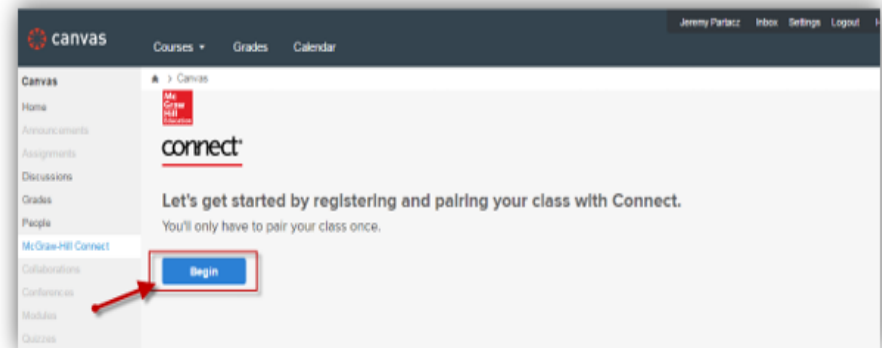 Jeremy Partacz Inbox Settings Logout
canvas
Courses Grades Calendar
Canvas
> Canvas
Home
Announcements
Assignments
Discussions
Grades
People
McGraw-Hill Connect
Collaborations
Conferences
Modules
Quizzes
Mc
Graw
Hill
Education
connect
Let's get started by registering and pairing your class with Connect.
You'll only have to pair your class once.
Begin